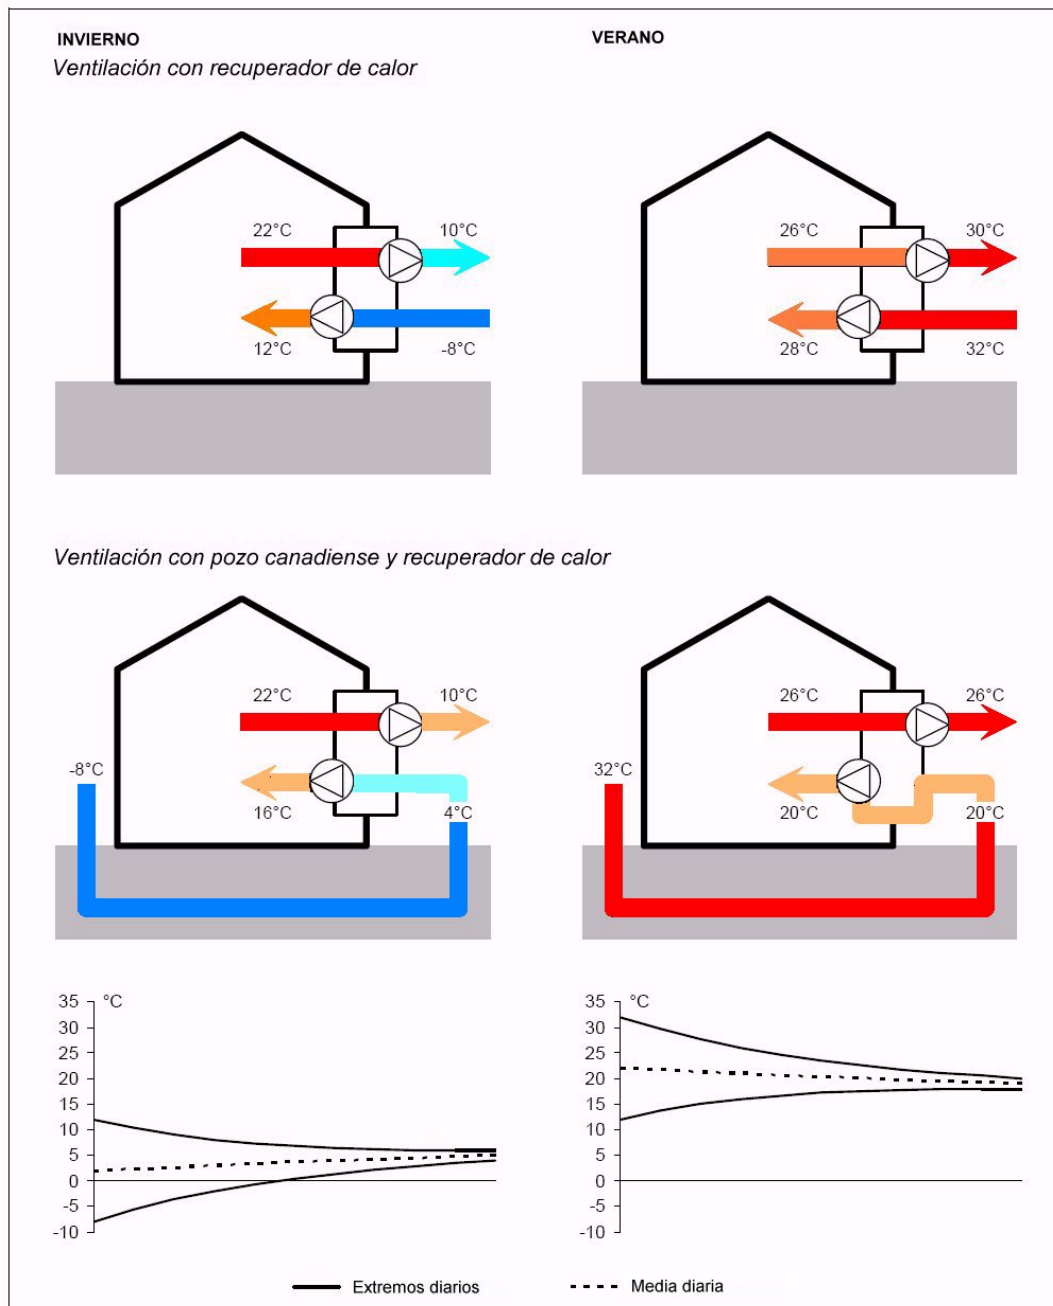 INVIERNO
VERANO
Ventilación con recuperador de calor
22°C
10°C
12°C
-8°C
26°C
30°C
28°C
32°C
Ventilación con pozo canadiense y recuperador de calor
22°C
10°C
-8°C
16°C
4°C
26°C
26°C
32°C
20°C
20°C
35 °C
30
25
20
15
10
5
0
-5
-10
35 °C
30
25
20
15
10
5
0
-5
-10
Extremos diarios
Media diaria